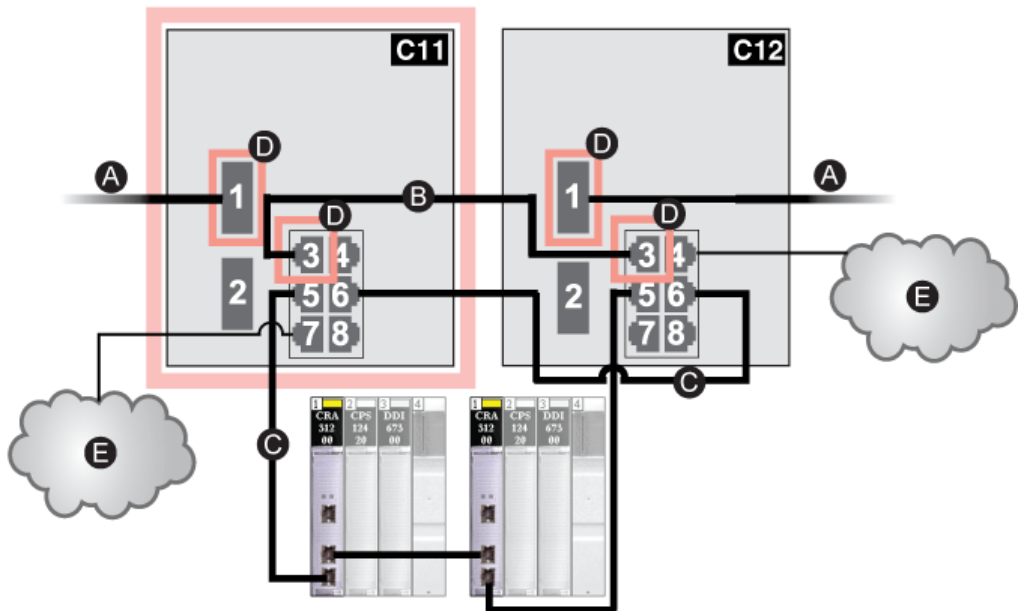 C11
C12
D
D
A
A
1
B
1
D
D
3 4
3 4
2
5 6
2
5 6
E
7 8
7 8
C
1 2 3 4
CRA CPS DDI
312 124 673
00 20 00
1 2 3 4
CRA CPS DDI
312 124 673
00 20 00
C
E